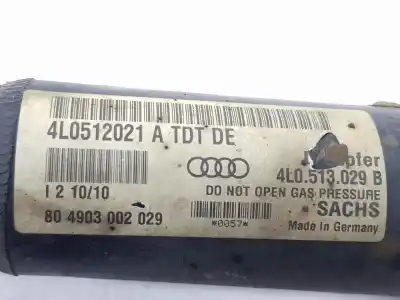 4L0512021 A TDT DE
4L0.513.029 B
I 2 10/10
DO NOT OPEN GAS PRESSURE
SACHS
80 4903 002 029
*0057*
Made in Germany